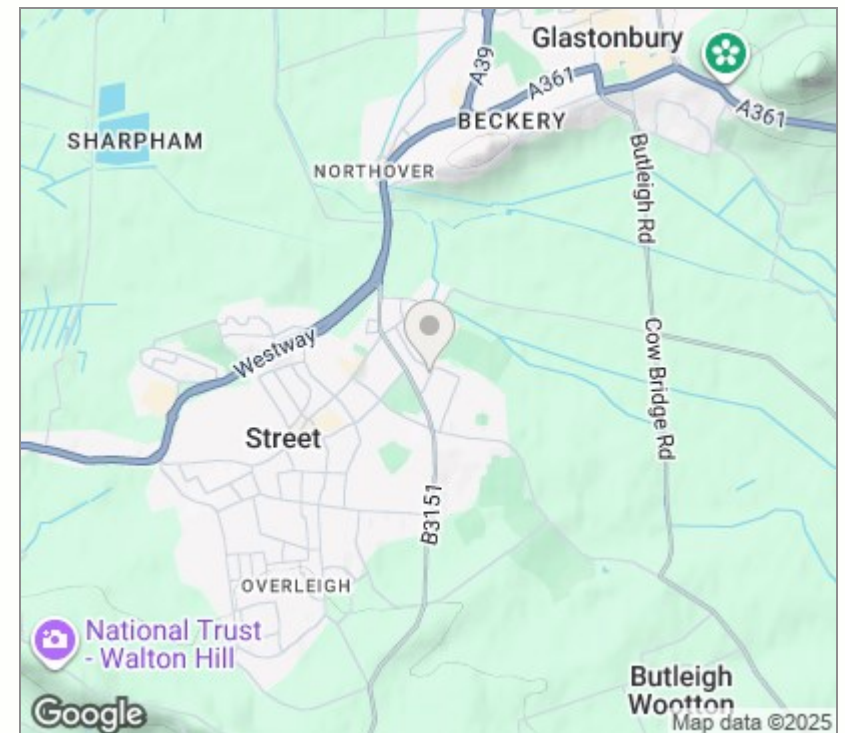 Glastonbury
A39
A361
A361
BECKERY
SHARPHAM
NORTHOVER
Butleigh Rd
Westway
Cow Bridge Rd
Street
B3151
OVERLEIGH
National Trust
- Walton Hill
Butleigh
Wootton
Google
Map data ©2025